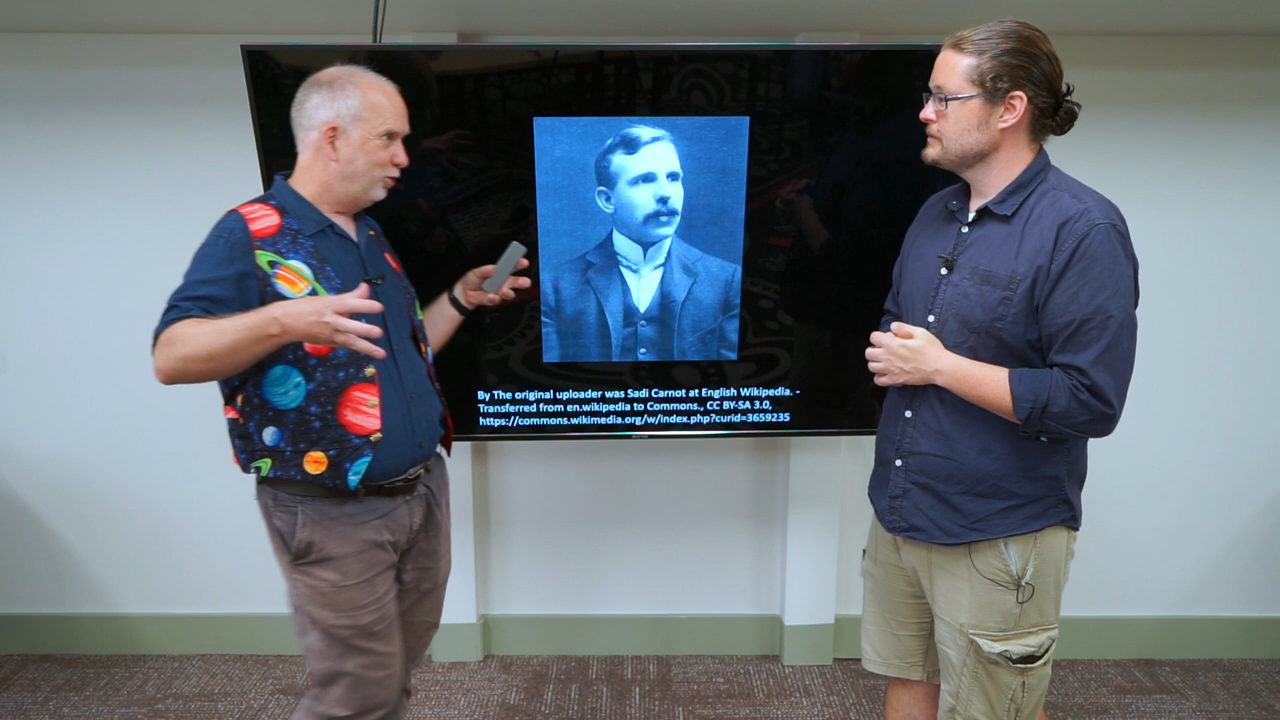 By The original uploader was Sadi Carnot at English Wikipedia. -
Transferred from en.wikipedia to Commons., CC BY-SA 3.0,
https://commons.wikimedia.org/w/index.php?curid=3659235